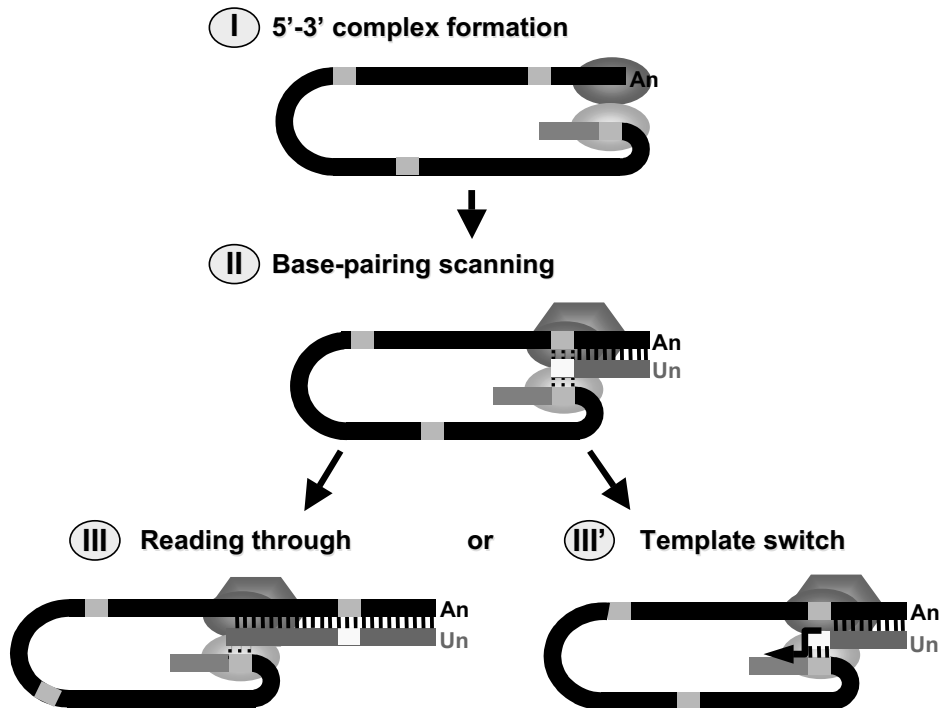 I 5’-3’ complex formation
An
II Base-pairing scanning
An
Un
III Reading through or III’ Template switch
An An
Un Un